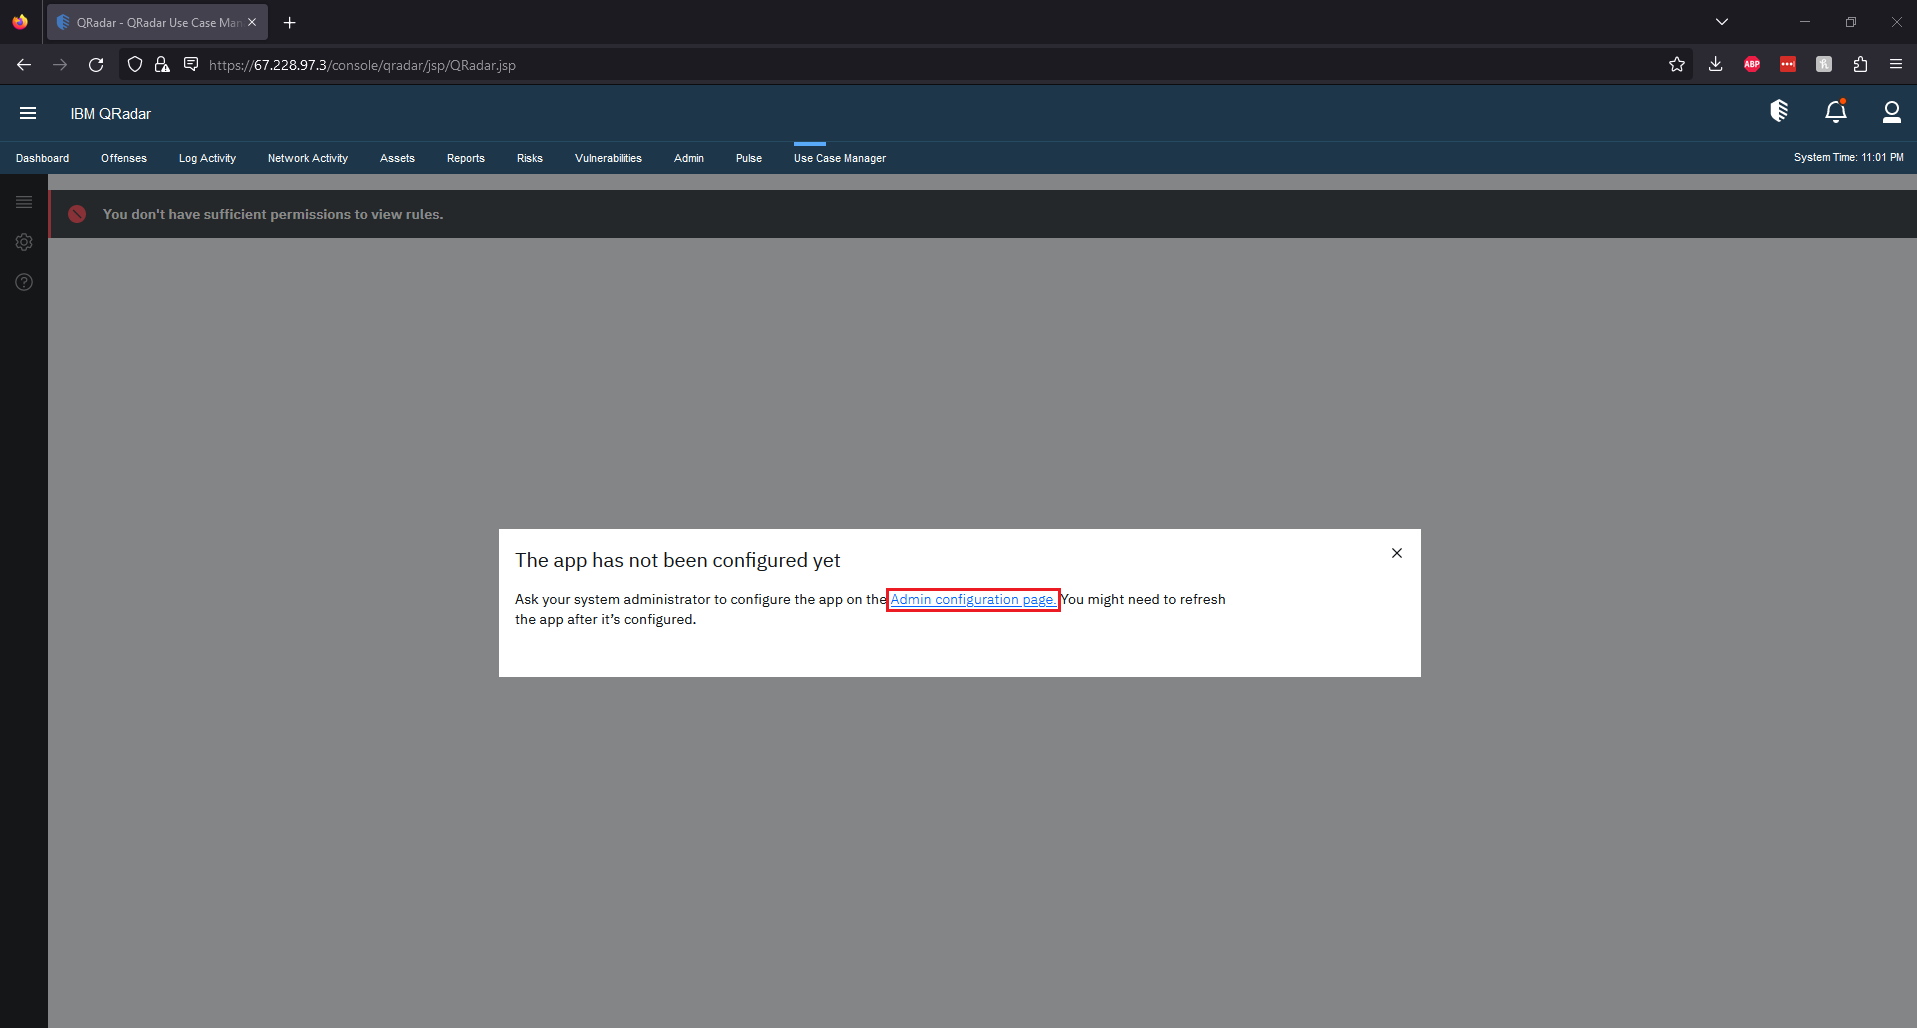 QRadar - QRadar Use Case Man
https://67.228.97.3/console/qradar/jsp/QRadar.jsp
ABP
IBM QRadar
Dashboard Offenses Log Activity Network Activity Assets Reports Risks Vulnerabilities Admin Pulse Use Case Manager System Time: 11:01 PM
You don't have sufficient permissions to view rules.
The app has not been configured yet
Ask your system administrator to configure the app on the Admin configuration page. You might need to refresh
the app after it’s configured.